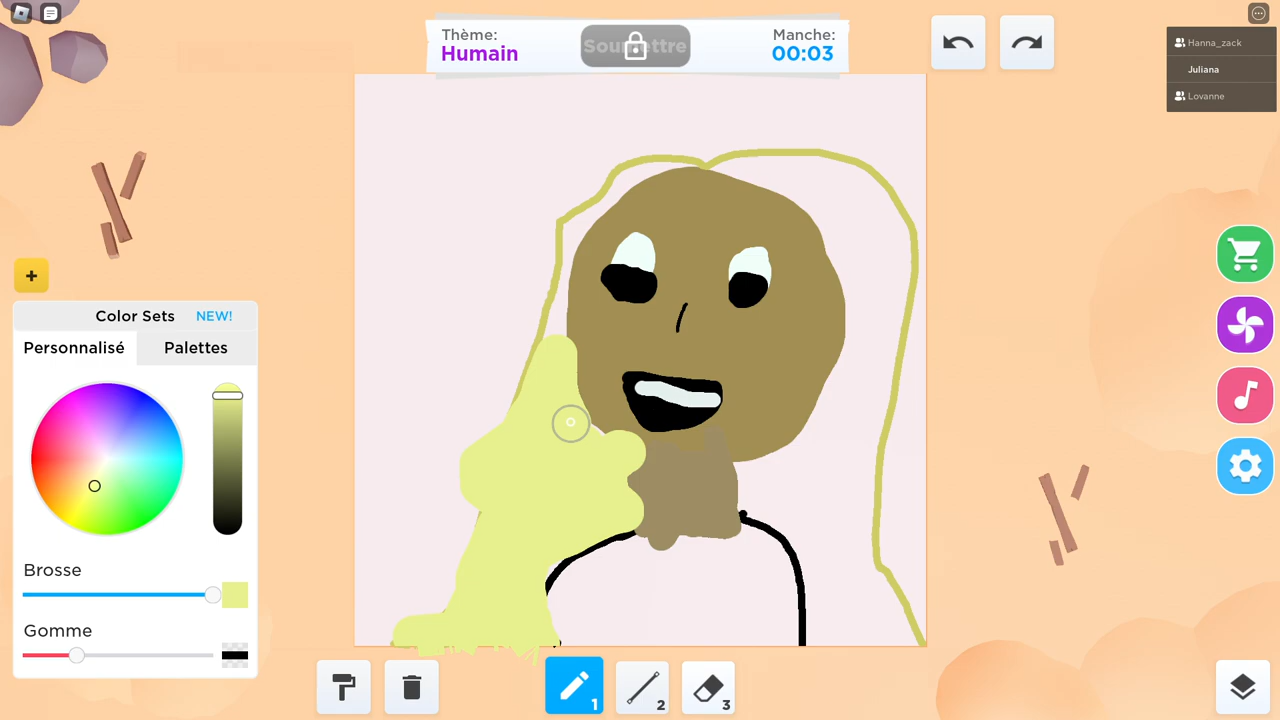 Thème:
Humain
Soumettre
Manche:
00:03
Hanna_zack
Juliana
Lovanne
+
Color Sets NEW!
Personnalisé Palettes
Brosse
Gomme
1
2
3